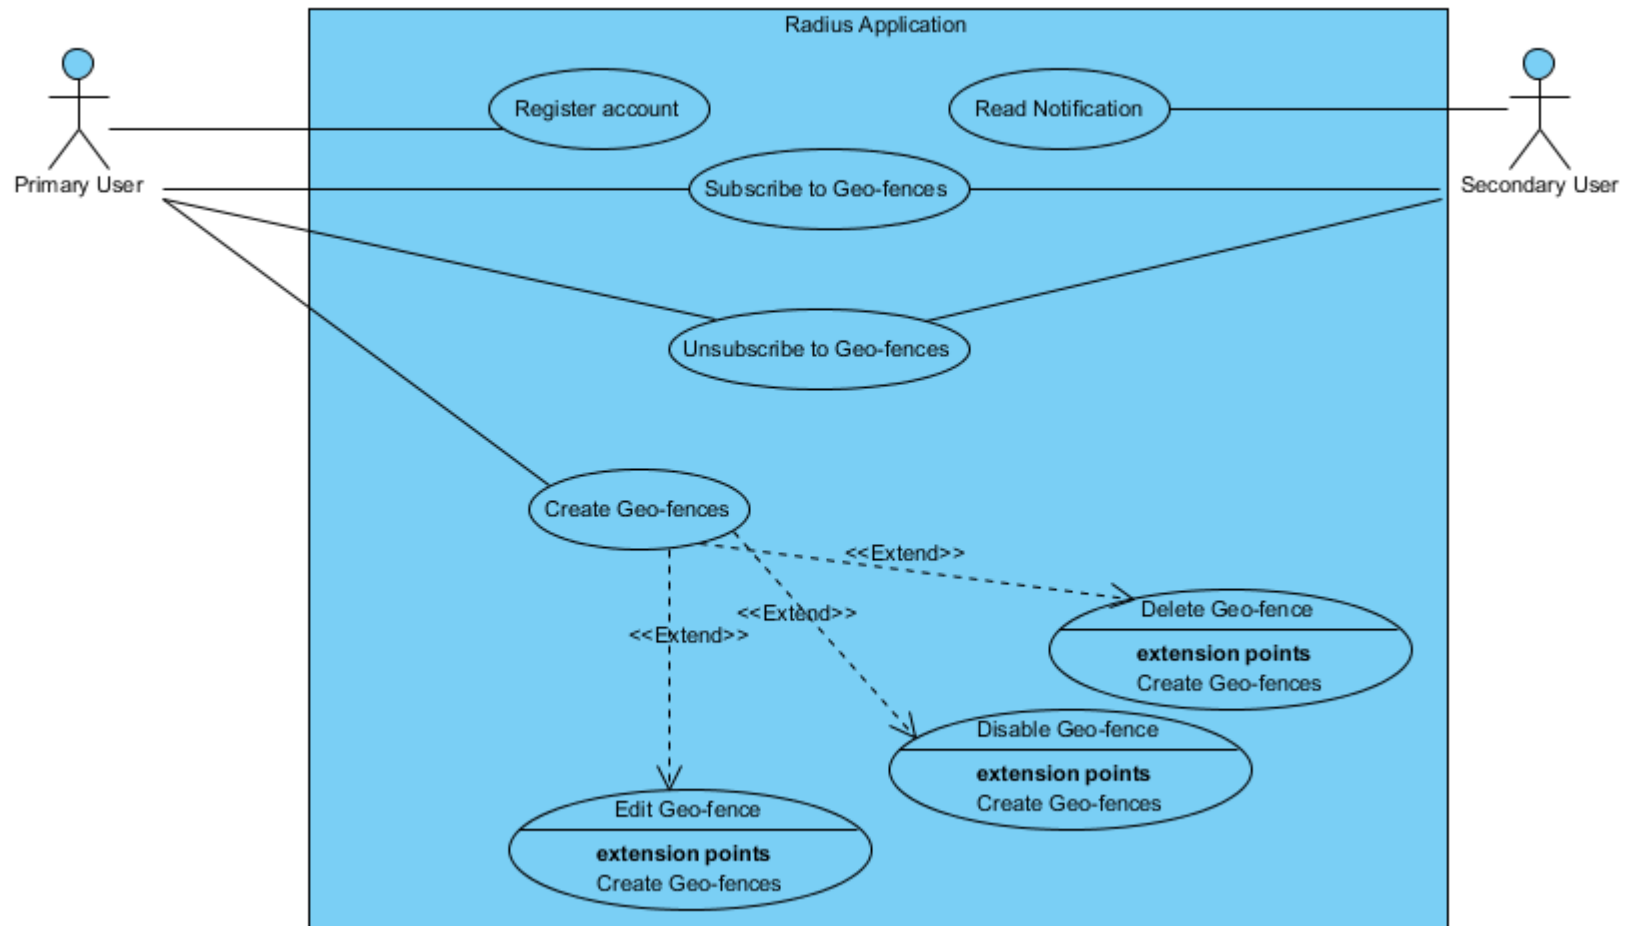 Radius Application
Register account
Read Notification
Primary User
Subscribe to Geo-fences
Secondary User
Unsubscribe to Geo-fences
Create Geo-fences
<<Extend>>
<<Extend>>
<<Extend>>
Delete Geo-fence
extension points
Create Geo-fences
Disable Geo-fence
extension points
Create Geo-fences
Edit Geo-fence
extension points
Create Geo-fences